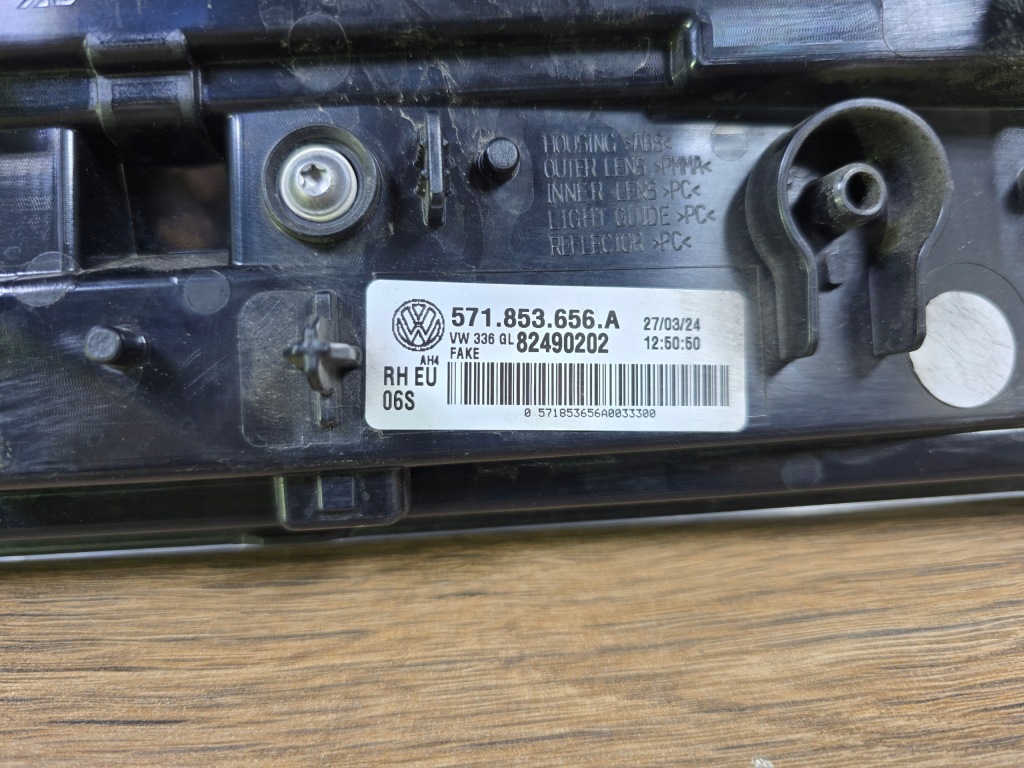 HOUSING >ABS<
OUTER LENS >PMMA<
INNER LENS >PC<
LIGHT GUIDE >PC<
REFLECTOR >PC<
571.853.656.A 27/03/24
VW 336 GL 82490202 12:50:50
AH4 FAKE
RH EU
06S
0 571853656A0033300